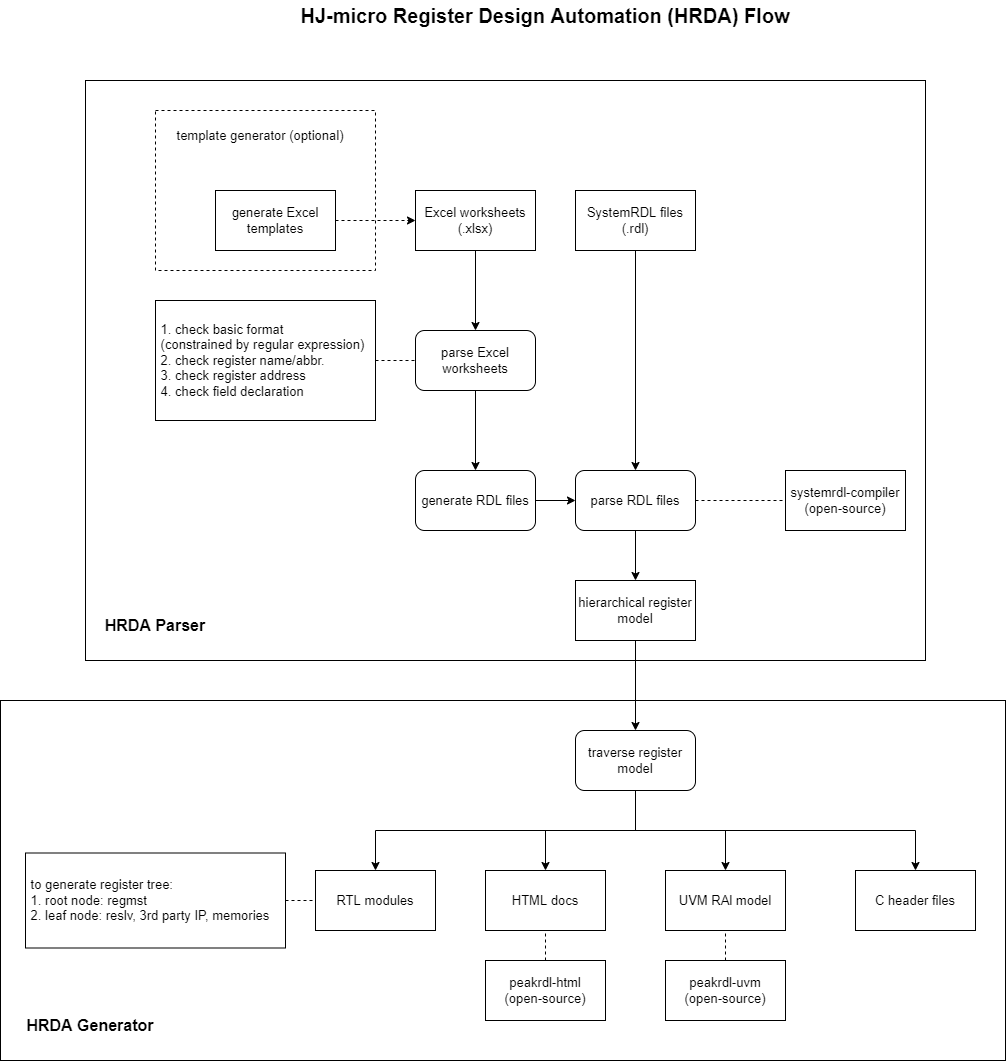 HJ-micro Register Design Automation (HRDA) Flow
template generator (optional)
generate Excel
templates
Excel worksheets
(.xlsx)
SystemRDL files
(.rdl)
1. check basic format
(constrained by regular expression)
2. check register name/abbr.
3. check register address
4. check field declaration
parse Excel
worksheets
generate RDL files
parse RDL files
systemrdl-compiler
(open-source)
hierarchical register
model
HRDA Parser
traverse register
model
to generate register tree:
1. root node: regmst
2. leaf node: reslv, 3rd party IP, memories
RTL modules
HTML docs
UVM RAl model
C header files
peakrdl-html
(open-source)
peakrdl-uvm
(open-source)
HRDA Generator